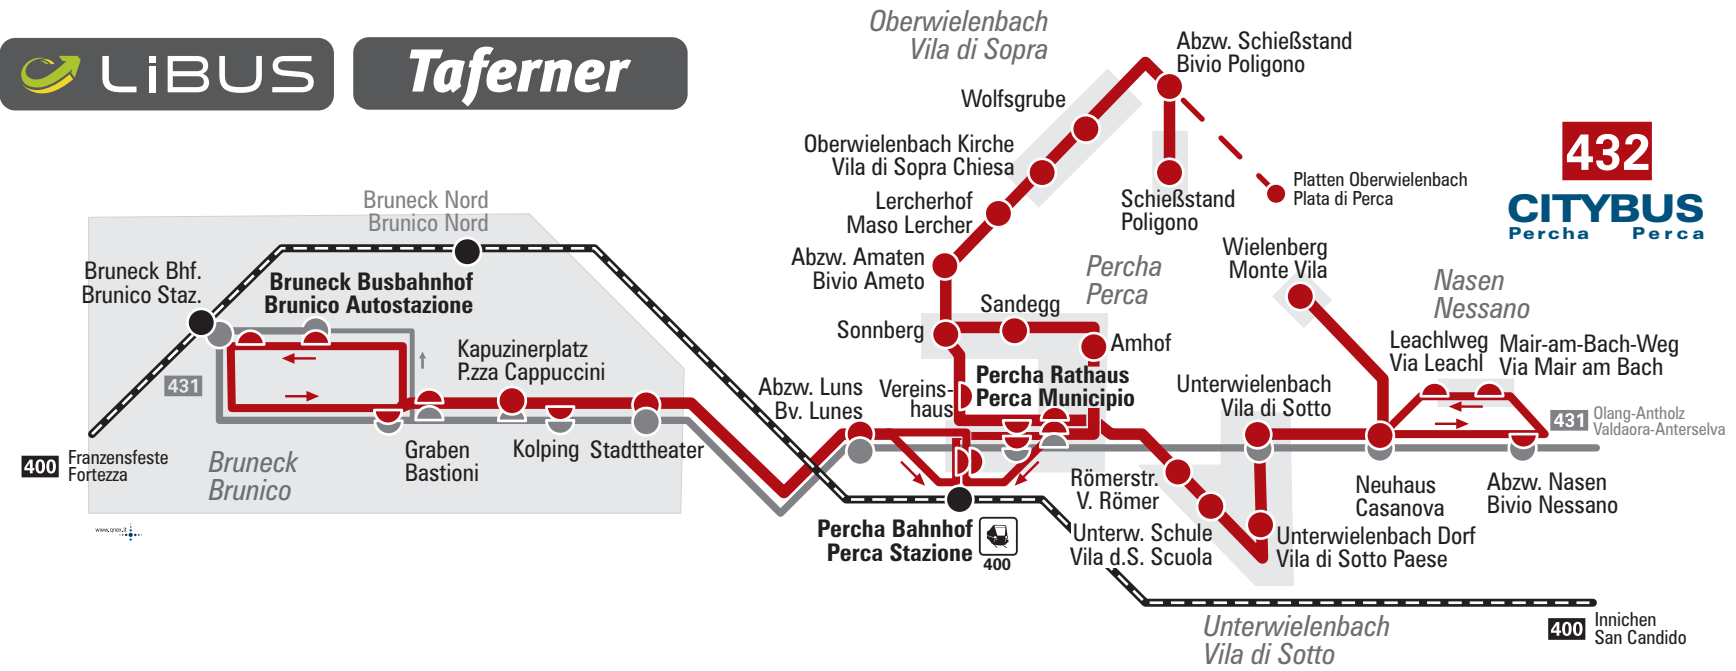 LiBUS
Taferner
Oberwielenbach
Vila di Sopra
Abzw. Schießstand
Bivio Poligono
Wolfsgrube
Oberwielenbach Kirche
Vila di Sopra Chiesa
432
CITYBUS
Percha Perca
Platten Oberwielenbach
Plata di Perca
Schießstand
Poligono
Lercherhof
Maso Lercher
Bruneck Nord
Brunico Nord
Abzw. Amaten
Bivio Ameto
Percha
Perca
Wielenberg
Monte Vila
Nasen
Nessano
Bruneck Bhf.
Brunico Staz.
Bruneck Busbahnhof
Brunico Autostazione
Sandegg
Sonnberg
Amhof
Leachlweg
Via Leachl
Mair-am-Bach-Weg
Via Mair am Bach
Kapuzinerplatz
P.zza Cappuccini
431
Abzw. Luns
Bv. Lunes
Vereins-
haus
Percha Rathaus
Perca Municipio
Unterwielenbach
Vila di Sotto
431
Olang-Antholz
Valdaora-Anterselva
400
Franzensfeste
Fortezza
Bruneck
Brunico
Graben
Bastioni
Kolping
Stadttheater
Römerstr.
V. Römer
Neuhaus
Casanova
Abzw. Nasen
Bivio Nessano
www.qnex.it
Percha Bahnhof
Perca Stazione
400
Unterw. Schule
Vila d.S. Scuola
Unterwielenbach Dorf
Vila di Sotto Paese
Unterwielenbach
Vila di Sotto
400
Innichen
San Candido